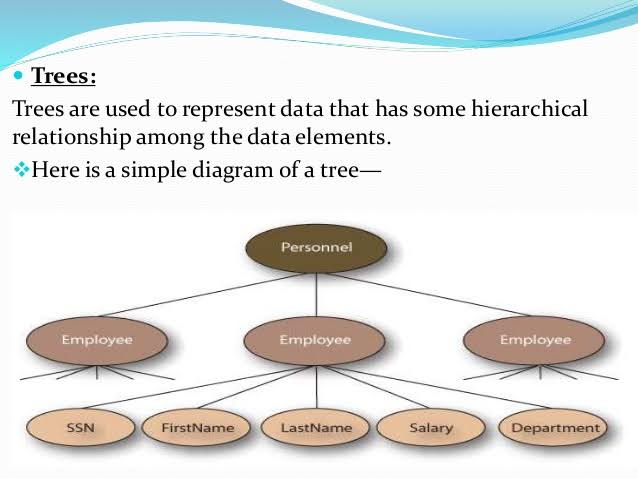 Trees:
Trees are used to represent data that has some hierarchical
relationship among the data elements.
Here is a simple diagram of a tree—
Personnel
Employee Employee Employee
SSN FirstName LastName Salary Department